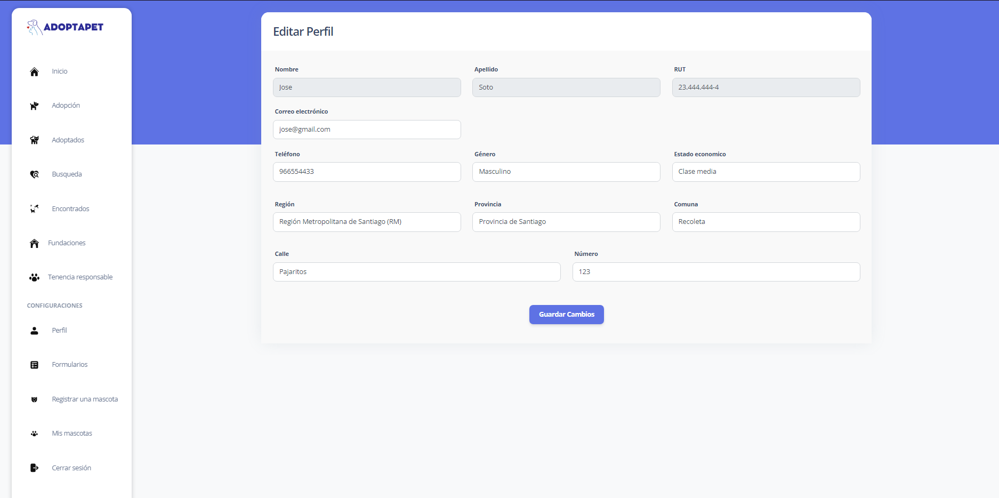 ADOPTAPET
Inicio
Adopción
Adoptados
Busqueda
Encontrados
Fundaciones
Tenencia responsable
CONFIGURACIONES
Perfil
Formularios
Registrar una mascota
Mis mascotas
Cerrar sesión
Editar Perfil
Nombre Apellido RUT
Jose Soto 23.444.444-4
Correo electrónico
jose@gmail.com
Teléfono Género Estado economico
966554433 Masculino Clase media
Región Provincia Comuna
Región Metropolitana de Santiago (RM) Provincia de Santiago Recoleta
Calle Número
Pajaritos 123
Guardar Cambios